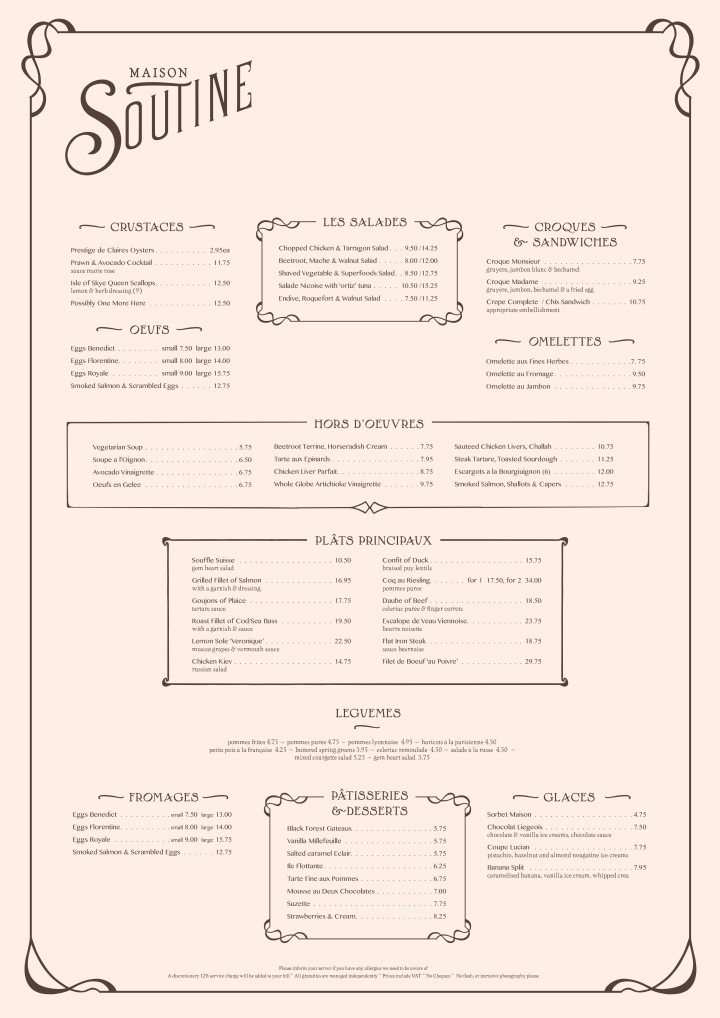 MAISON
SOUTINE
CRUSTACES
Prestige de Claires Oysters . . . . . . . . . . 2.95ea
Prawn & Avocado Cocktail . . . . . . . . . . 11.75
sauce marie rose
Isle of Skye Queen Scallops. . . . . . . . . . 12.50
lemon & herb dressing (9)
Possibly One More Here . . . . . . . . . . 12.50
OEUFS
Eggs Benedict . . . . . . . . small 7.50 large 13.00
Eggs Florentine. . . . . . . . small 8.00 large 14.00
Eggs Royale . . . . . . . . . small 9.00 large 15.75
Smoked Salmon & Scrambled Eggs . . . . . . 12.75
LES SALADES
Chopped Chicken & Tarragon Salad . . . 9.50 /14.25
Beetroot, Mache & Walnut Salad . . . . 8.00 /12.00
Shaved Vegetable & Superfoods Salad . . 8.50 /12.75
Salade Nicoise with 'ortiz' tuna . . . . . 10.50 /15.25
Endive, Roquefort & Walnut Salad . . . . 7.50 /11.25
CROQUES
& SANDWICHES
Croque Monsieur . . . . . . . . . . . . . . . 7.75
gruyere, jambon blanc & béchamel
Croque Madame . . . . . . . . . . . . . . . 9.25
gruyere, jambon, bechamel & a fried egg
Crepe Complete / Chix Sandwich . . . . . . 10.75
appropriate embellishment
OMELETTES
Omelette aux Fines Herbes . . . . . . . . . . .7. 75
Omelette au Fromage . . . . . . . . . . . . 9.50
Omelette au Jambon . . . . . . . . . . . . 9.75
HORS D'OEUVRES
Vegetarian Soup . . . . . . . . . . . . . . . . 5.75
Soupe a l'Oignon. . . . . . . . . . . . . . . . 6.50
Avocado Vinaigrette . . . . . . . . . . . . . . 6.75
Oeufs en Gelee . . . . . . . . . . . . . . . . 6.75
Beetroot Terrine, Horseradish Cream . . . . . . 7.75
Tarte aux Epinards . . . . . . . . . . . . . . . 7.95
Chicken Liver Parfait. . . . . . . . . . . . . . 8.75
Whole Globe Artichioke Vinaigrette . . . . . . 9.75
Sauteed Chicken Livers, Challah . . . . . . . 10.75
Steak Tartare, Toasted Sourdough . . . . . . 11.25
Escargots a la Bourgiuignon (6) . . . . . . . 12.00
Smoked Salmon, Shallots & Capers . . . . . . 12.75
PLÂTS PRINCIPAUX
Souffle Suisse . . . . . . . . . . . . . . . . 10.50
gem heart salad
Grilled Fillet of Salmon . . . . . . . . . . . . 16.95
with a garnish & dressing
Goujons of Plaice . . . . . . . . . . . . . . 17.75
tartare sauce
Roast Fillet of Cod/Sea Bass . . . . . . . . . 19.50
with a garnish & sauce
Lemon Sole 'Veronique' . . . . . . . . . . . . 22.50
muscat grapes & vermouth sauce
Chicken Kiev . . . . . . . . . . . . . . . . . 14.75
russian salad
Confit of Duck . . . . . . . . . . . . . . . . 15.75
braised puy lentils
Coq au Riesling. . . . . . . for 1 17.50, for 2 34.00
pommes puree
Daube of Beef . . . . . . . . . . . . . . . . 18.50
celeriac puree & finger carrots
Escalope de Veau Viennoise. . . . . . . . . . 23.75
beurre noisette
Flat Iron Steak . . . . . . . . . . . . . . . . 18.75
sauce bearnaise
Filet de Boeuf 'au Poivre' . . . . . . . . . . . 29.75
LEGUEMES
pommes frites 4.75 ~ pommes purée 4.75 ~ pommes lyonnaise 4.95 ~ haricots à la parisienne 4.50
petits pois à la française 4.25 ~ buttered spring greens 3.95 ~ celeriac remoulade 4.50 ~ salade a la russe 4.50 ~
mixed courgette salad 5.25 ~ gem heart salad 3.75
FROMAGES
Eggs Benedict . . . . . . . . . . small 7.50 large 13.00
Eggs Florentine. . . . . . . . . . small 8.00 large 14.00
Eggs Royale . . . . . . . . . . . small 9.00 large 15.75
Smoked Salmon & Scrambled Eggs . . . . . . 12.75
PÂTISSERIES
& DESSERTS
Black Forest Gateaux . . . . . . . . . . . . . 5.75
Vanilla Millefeuille . . . . . . . . . . . . . . 5.75
Salted caramel Eclair. . . . . . . . . . . . . . 5.75
Ile Flottante . . . . . . . . . . . . . . . . . . 6.25
Tarte Fine aux Pommes . . . . . . . . . . . . 6.75
Mousse au Deux Chocolates . . . . . . . . . . 7.00
Suzette . . . . . . . . . . . . . . . . . . . 7.75
Strawberries & Cream. . . . . . . . . . . . . 8.25
GLACES
Sorbet Maison . . . . . . . . . . . . . . . . 4.75
Chocolat Liegeois . . . . . . . . . . . . . . 7.50
chocolate & vanilla ice creams, chocolate sauce
Coupe Lucian . . . . . . . . . . . . . . . . 7.75
pistachio, hazelnut and almond nougatine ice creams
Banana Split . . . . . . . . . . . . . . . . . 7.95
caramelised banana, vanilla ice cream, whipped crea
Please inform your server if you have any allergies we need to be aware of
A discretionary 12% service charge will be added to your bill ~ All gratuities are managed independently ~ Prices include VAT ~ No Cheques ~ No flash, or intrusive photography please